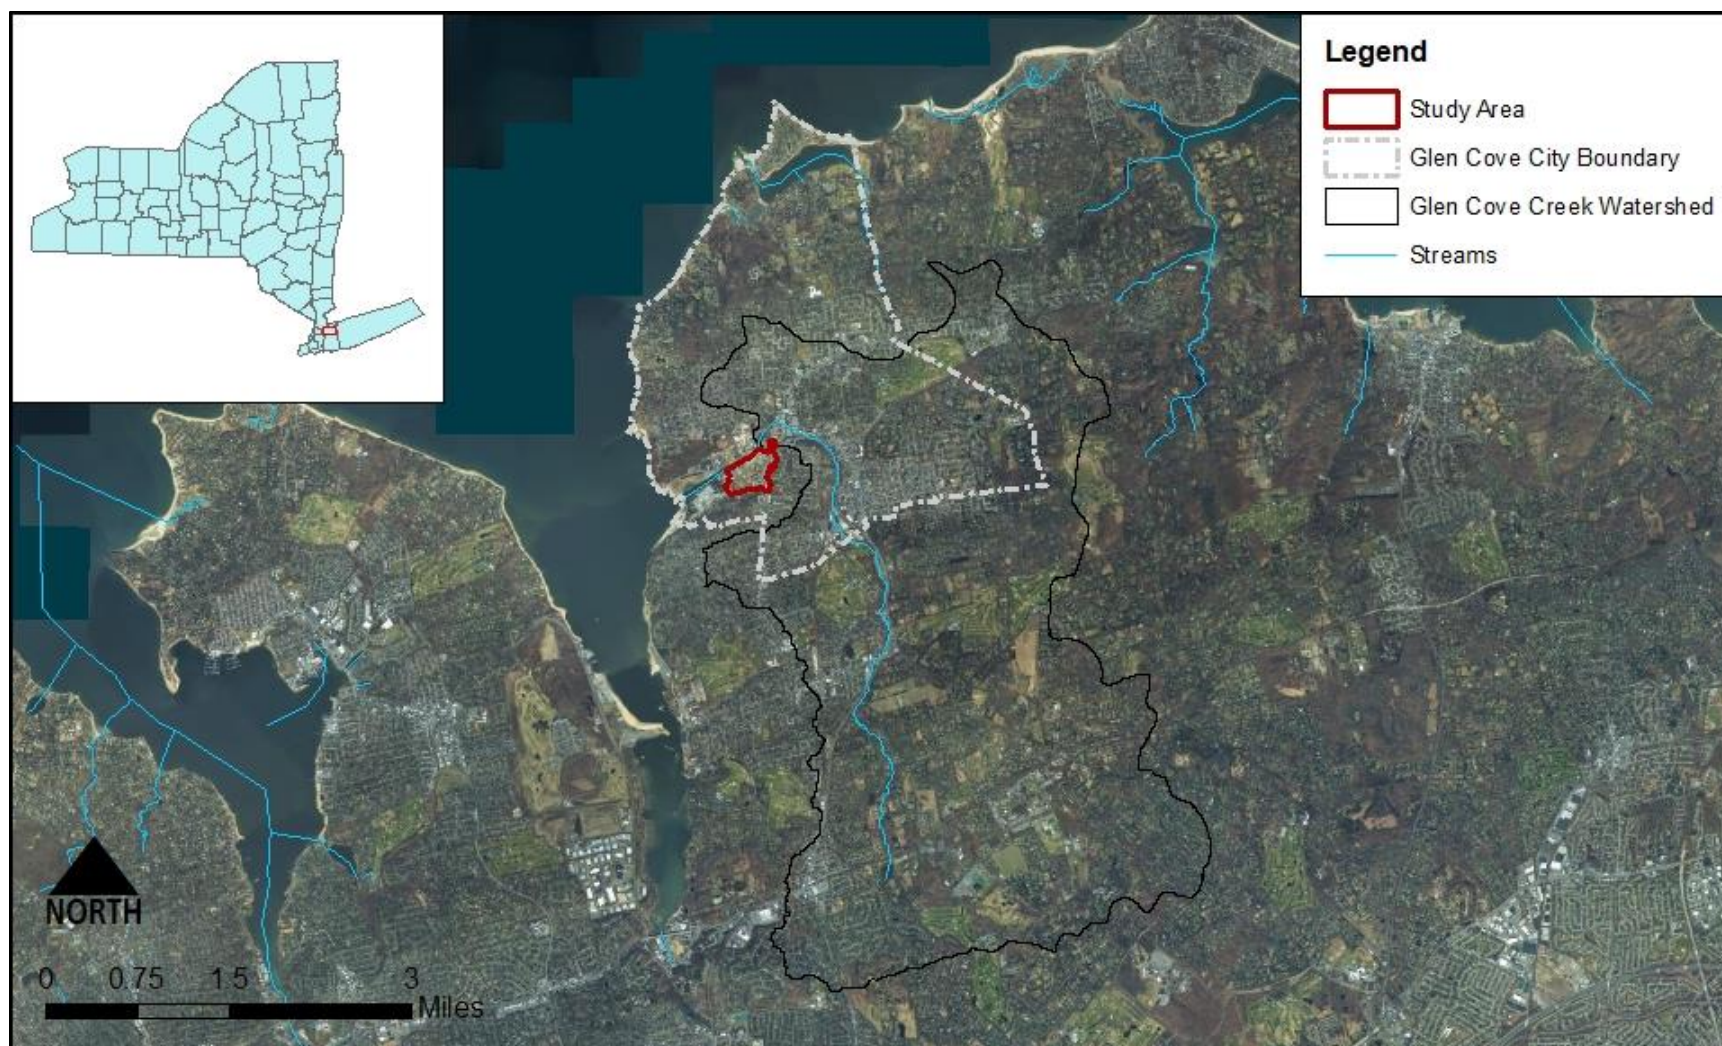 Legend
Study Area
Glen Cove City Boundary
Glen Cove Creek Watershed
Streams
NORTH
0 0.75 1.5 3
Miles